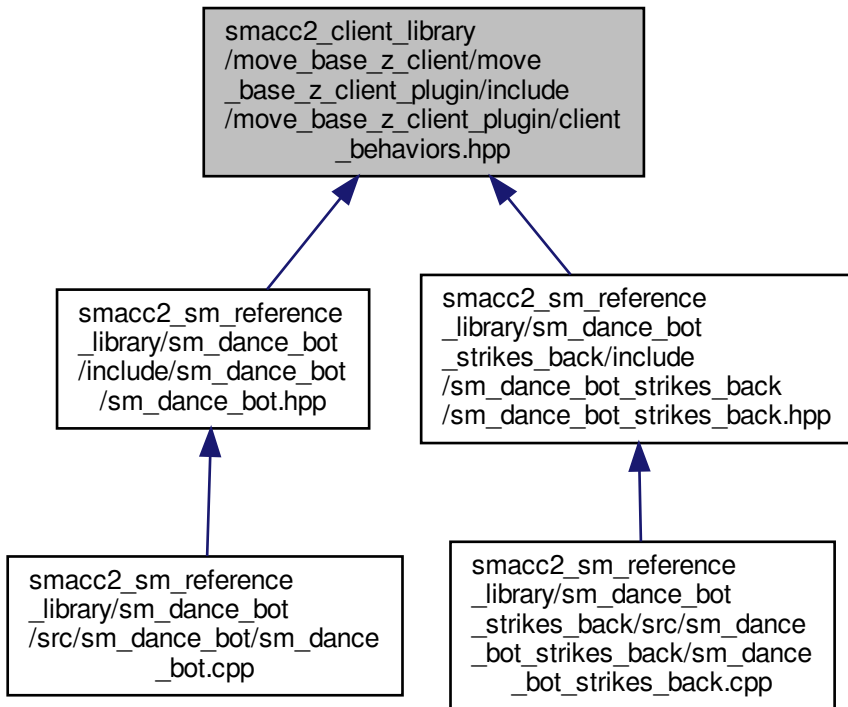 smacc2_client_library
/move_base_z_client/move
_base_z_client_plugin/include
/move_base_z_client_plugin/client
_behaviors.hpp
smacc2_sm_reference
_library/sm_dance_bot
/include/sm_dance_bot
/sm_dance_bot.hpp
smacc2_sm_reference
_library/sm_dance_bot
_strikes_back/include
/sm_dance_bot_strikes_back
/sm_dance_bot_strikes_back.hpp
smacc2_sm_reference
_library/sm_dance_bot
/src/sm_dance_bot/sm_dance
_bot.cpp
smacc2_sm_reference
_library/sm_dance_bot
_strikes_back/src/sm_dance
_bot_strikes_back/sm_dance
_bot_strikes_back.cpp